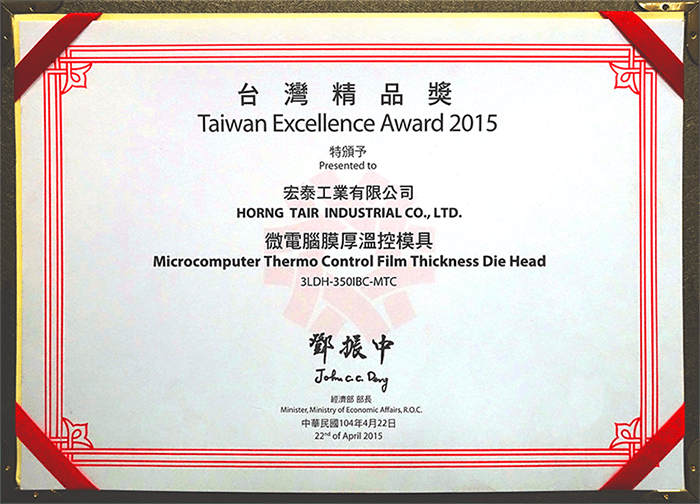 台灣精品獎
Taiwan Excellence Award 2015
特頒予
Presented to
宏泰工業有限公司
HORNG TAIR INDUSTRIAL CO., LTD.
微電腦膜厚溫控模具
Microcomputer Thermo Control Film Thickness Die Head
3LDH-350IBC-MTC
鄧振中
John C.C. Deng
經濟部 部長
Minister, Ministry of Economic Affairs, R.O.C.
中華民國104年4月22日
22nd of April 2015